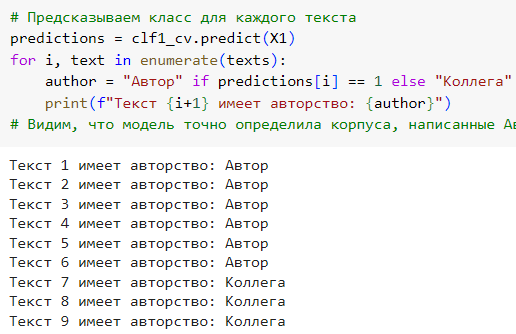 # Предсказываем класс для каждого текста
predictions = clf1_cv.predict(X1)
for i, text in enumerate(texts):
    author = "Автор" if predictions[i] == 1 else "Коллега"
    print(f"Текст {i+1} имеет авторство: {author}")
# Видим, что модель точно определила корпуса, написанные
Текст 1 имеет авторство: Автор
Текст 2 имеет авторство: Автор
Текст 3 имеет авторство: Автор
Текст 4 имеет авторство: Автор
Текст 5 имеет авторство: Автор
Текст 6 имеет авторство: Автор
Текст 7 имеет авторство: Коллега
Текст 8 имеет авторство: Коллега
Текст 9 имеет авторство: Коллега